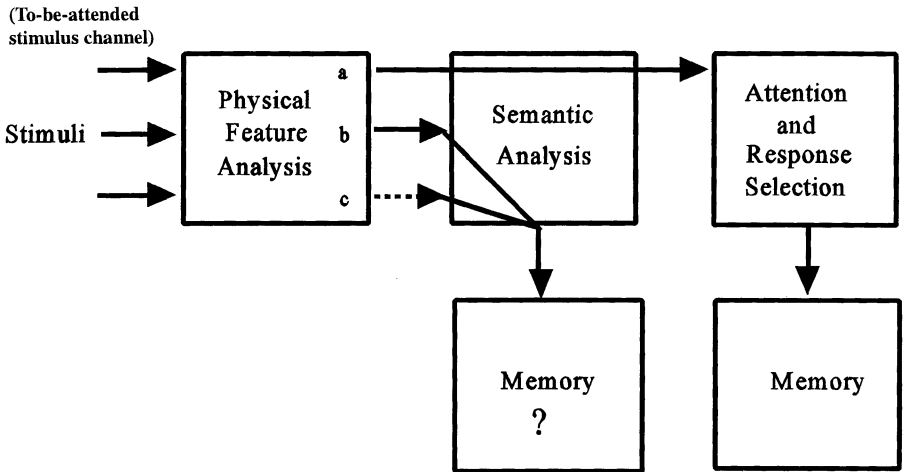 (To-be-attended
stimulus channel)
Stimuli
Physical
Feature
Analysis
a
b
c
Semantic
Analysis
Attention
and
Response
Selection
Memory
?
Memory